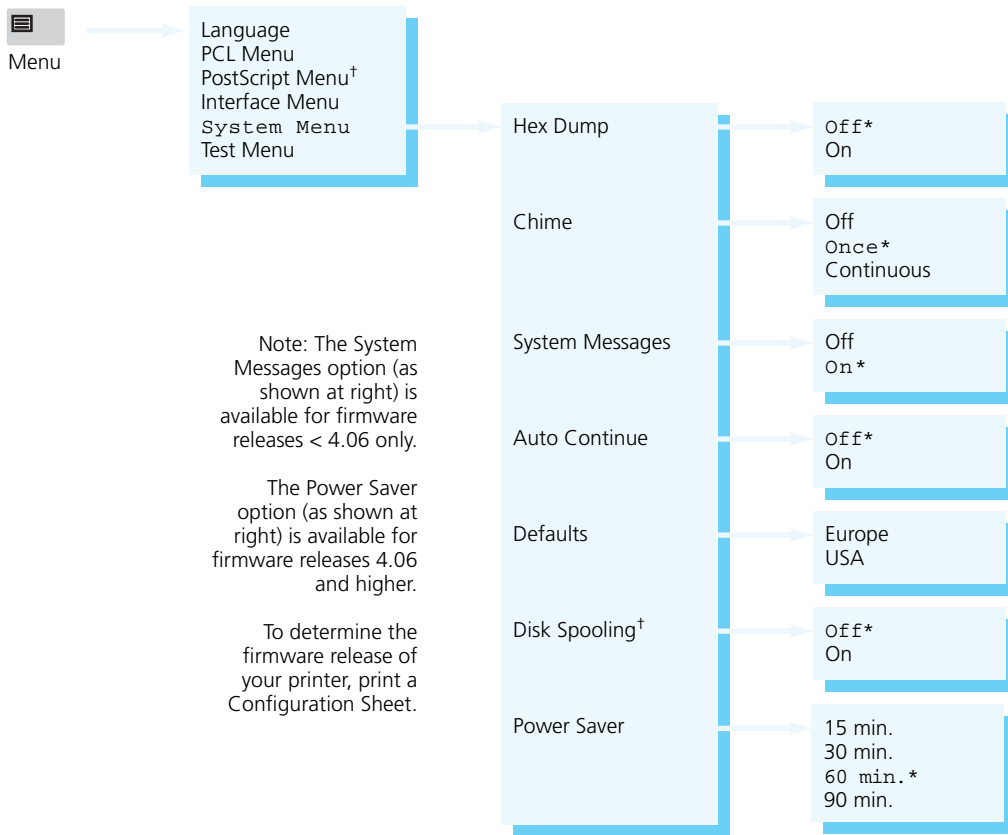 Menu
Language
PCL Menu
PostScript Menu†
Interface Menu
System Menu
Test Menu
Hex Dump
Off*
On
Chime
Off
Once*
Continuous
Note: The System
Messages option (as
shown at right) is
available for firmware
releases < 4.06 only.
System Messages
Off
On*
Auto Continue
Off*
On
The Power Saver
option (as shown at
right) is available for
firmware releases 4.06
and higher.
Defaults
Europe
USA
To determine the
firmware release of
your printer, print a
Configuration Sheet.
Disk Spooling†
Off*
On
Power Saver
15 min.
30 min.
60 min.*
90 min.